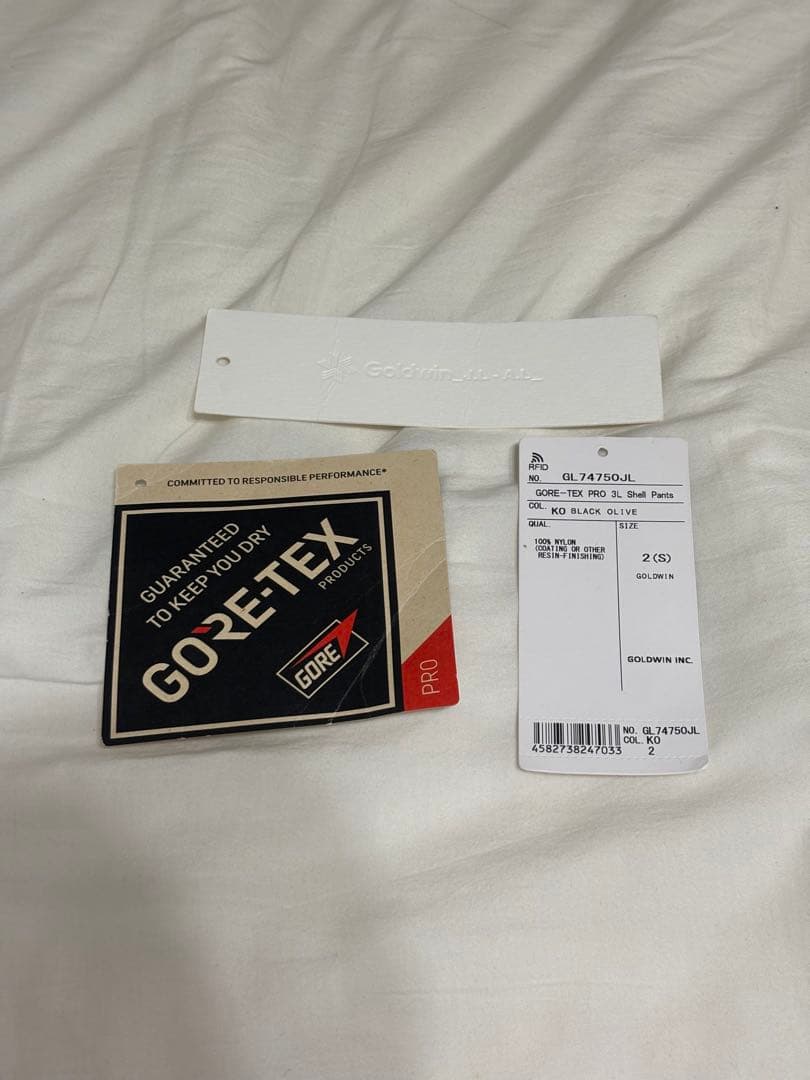 Goldwin
COMMITTED TO RESPONSIBLE PERFORMANCE*
GUARANTEED
TO KEEP YOU DRY
GORE-TEX
PRODUCTS
GORE
PRO
RFID
NO. GL74750JL
GORE-TEX PRO 3L Shell Pants
COL. KO BLACK OLIVE
QUAL. SIZE
100% NYLON
(COATING OR OTHER
RESIN-FINISHING)
2(S)
GOLDWIN
GOLDWIN INC.
4582738247033
NO. GL74750JL
COL. KO
2